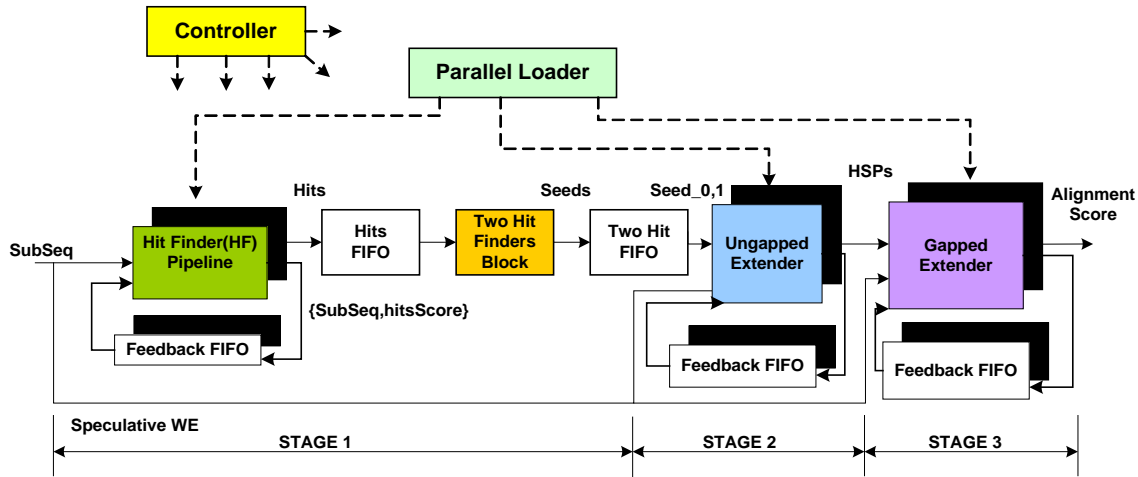 Controller
Parallel Loader
HSPs
Hits
Seeds
Seed_0,1
Alignment
Score
SubSeq
Hit Finder(HF)
Pipeline
Hits
FIFO
Two Hit
Finders
Block
Two Hit
FIFO
Ungapped
Extender
Gapped
Extender
{SubSeq,hitsScore}
Feedback FIFO
Feedback FIFO
Feedback FIFO
Speculative WE
STAGE 1
STAGE 2
STAGE 3